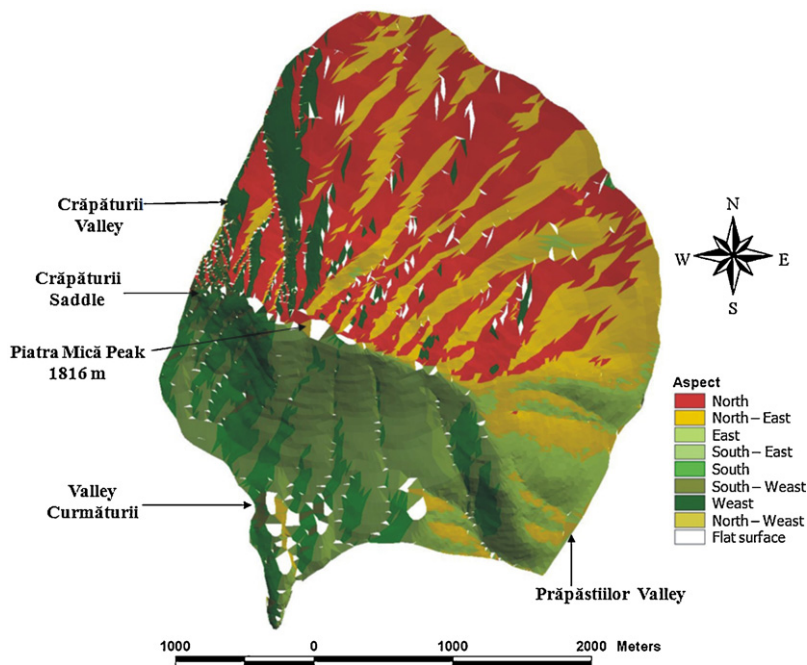 Crăpăturii
Valley
Crăpăturii
Saddle
Piatra Mică Peak
1816 m
Valley
Curmăturii
N
W E
S
Aspect
North
North – East
East
South – East
South
South – Weast
Weast
North – Weast
Flat surface
Prăpăstiilor Valley
1000 0 1000 2000 Meters